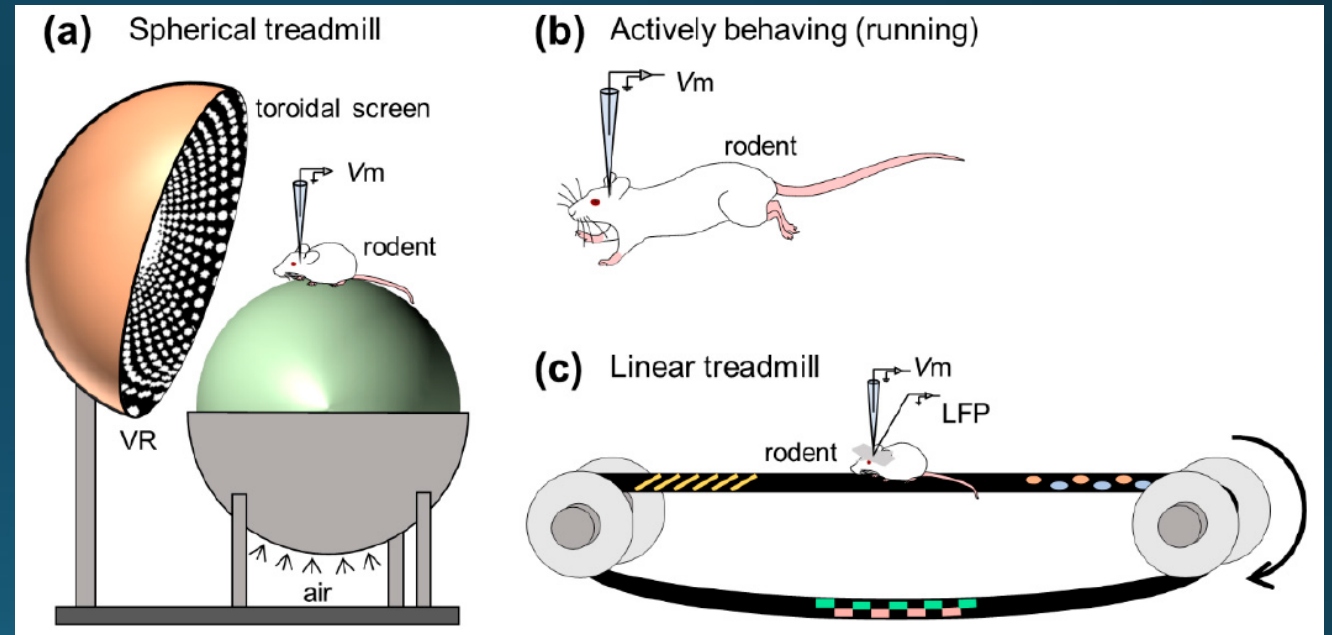 (a) Spherical treadmill
toroidal screen
Vm
rodent
VR
air
(b) Actively behaving (running)
Vm
rodent
(c) Linear treadmill
Vm
LFP
rodent